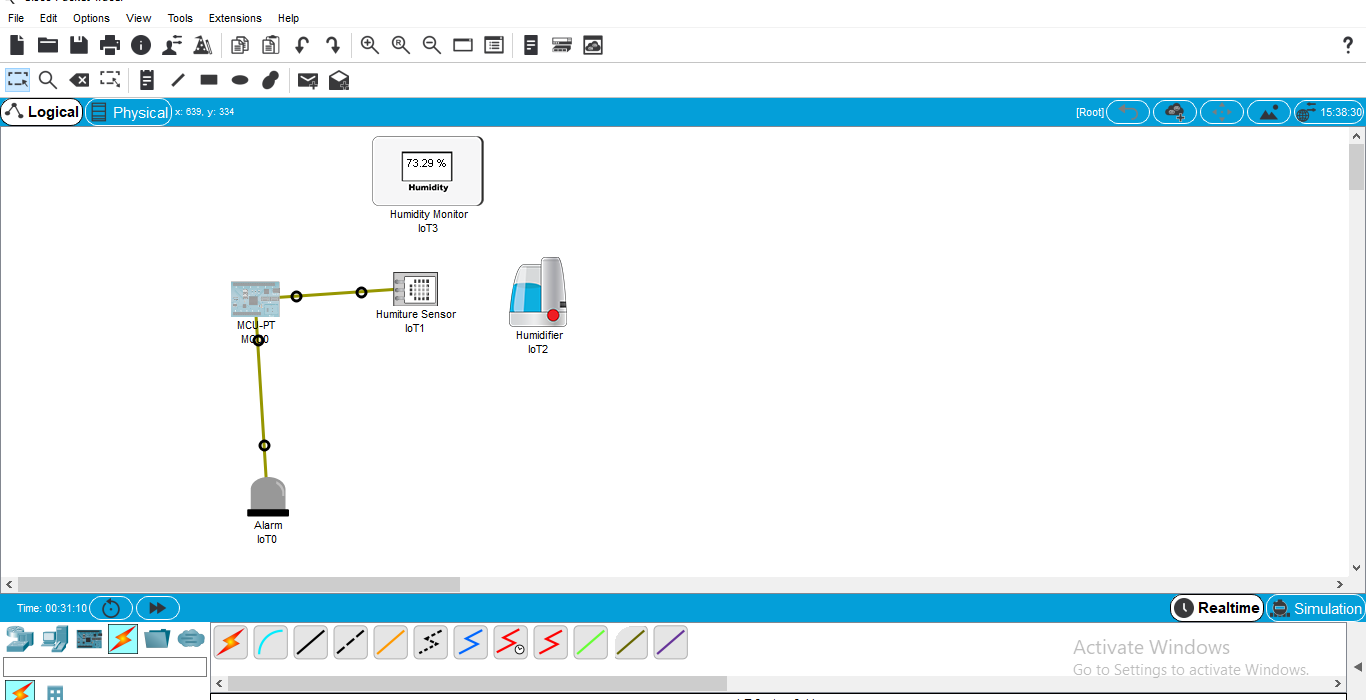 File Edit Options View Tools Extensions Help
?
Logical Physical x: 639, y: 334 [Root] 15:38:30
73.29 %
Humidity
Humidity Monitor
IoT3
Humiture Sensor
IoT1
MCU-PT
Humidifier
IoT2
Alarm
IoT0
Time: 00:31:10 Realtime Simulation
Activate Windows
Go to Settings to activate Windows.